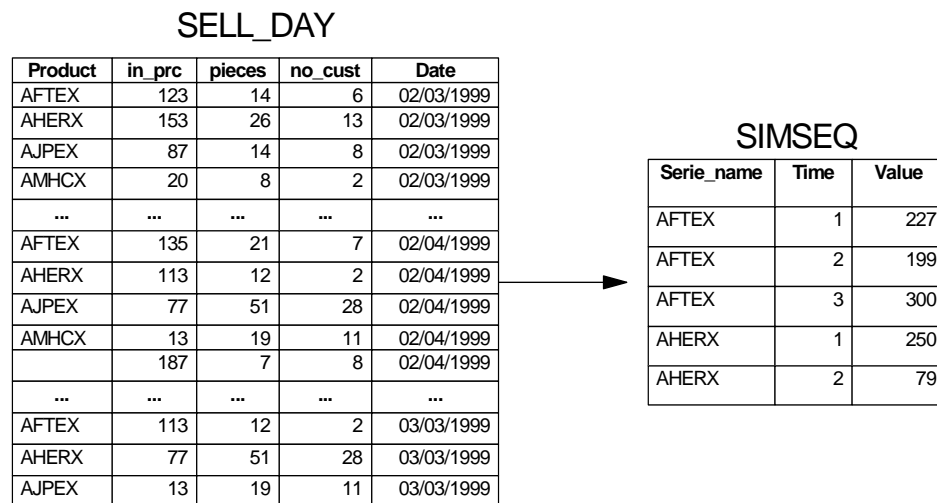 SELL_DAY
Product in_prc pieces no_cust Date
AFTEX 123 14 6 02/03/1999
AHERX 153 26 13 02/03/1999
AJPEX 87 14 8 02/03/1999
AMHCX 20 8 2 02/03/1999
... ... ... ... ...
AFTEX 135 21 7 02/04/1999
AHERX 113 12 2 02/04/1999
AJPEX 77 51 28 02/04/1999
AMHCX 13 19 11 02/04/1999
187 7 8 02/04/1999
... ... ... ... ...
AFTEX 113 12 2 03/03/1999
AHERX 77 51 28 03/03/1999
AJPEX 13 19 11 03/03/1999
SIMSEQ
Serie_name Time Value
AFTEX 1 227
AFTEX 2 199
AFTEX 3 300
AHERX 1 250
AHERX 2 79